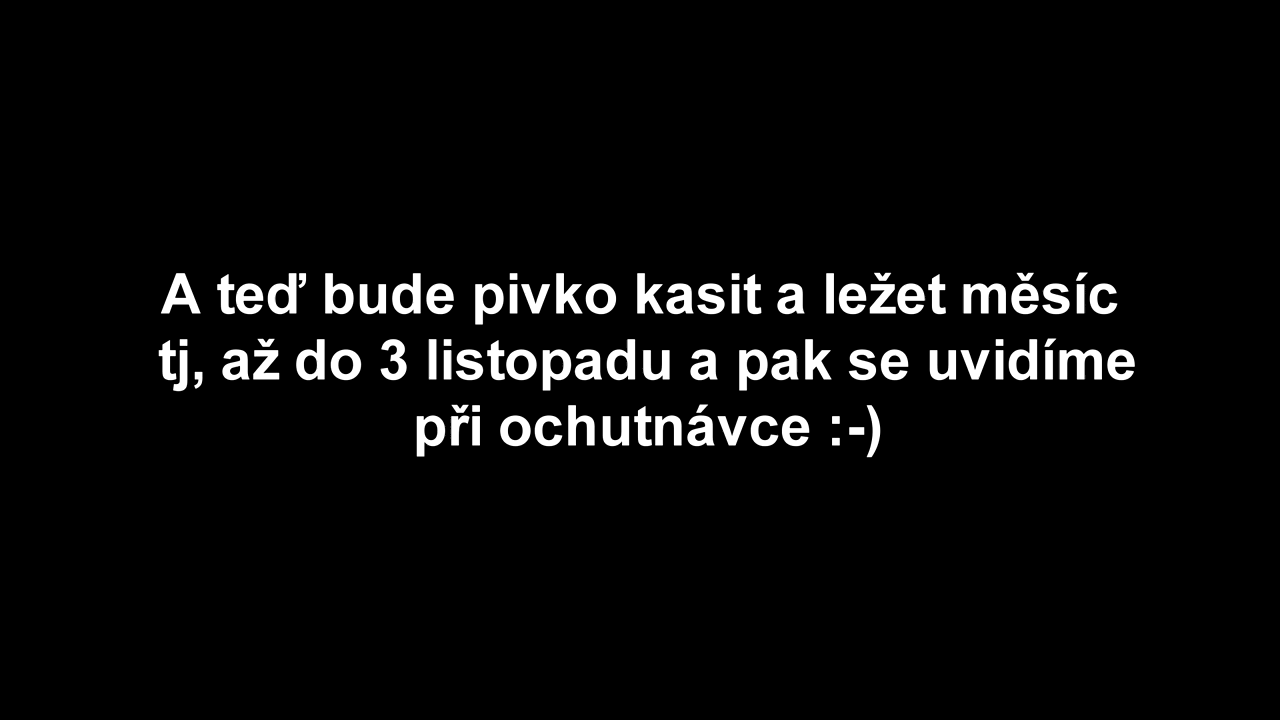 A teď bude pivko kasit a ležet měsíc
tj, až do 3 listopadu a pak se uvidíme
při ochutnávce :-)